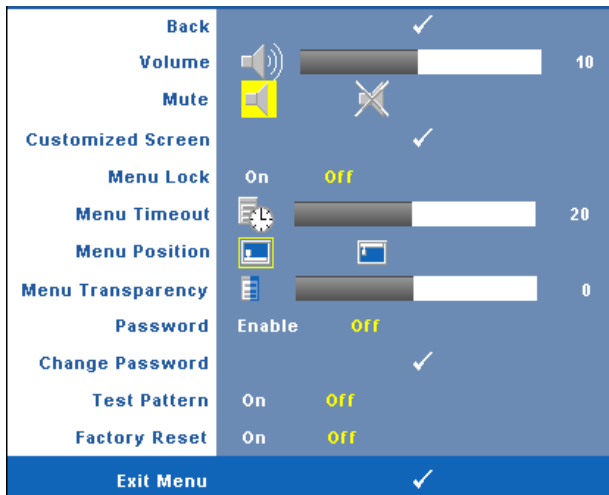 Back
Volume 10
Mute
Customized Screen
Menu Lock On Off
Menu Timeout 20
Menu Position
Menu Transparency 0
Password Enable Off
Change Password
Test Pattern On Off
Factory Reset On Off
Exit Menu